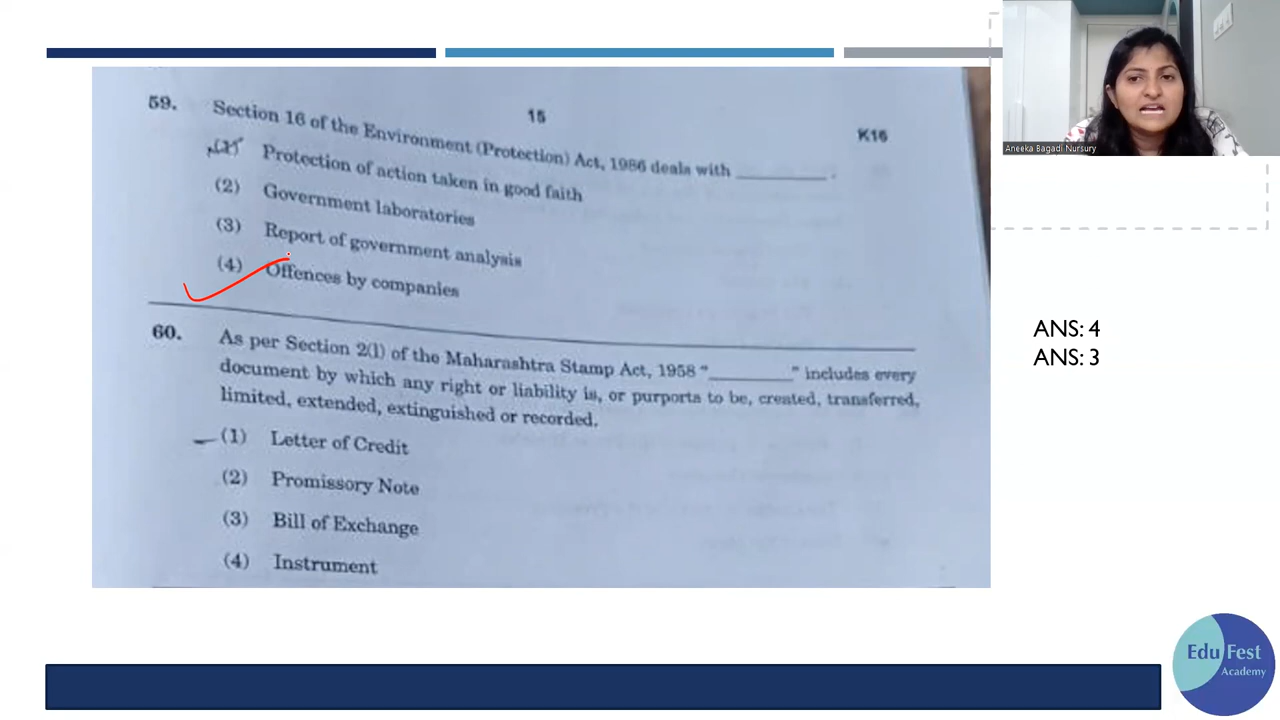 15
K16
59. Section 16 of the Environment (Protection) Act, 1986 deals with ________ .
(1) Protection of action taken in good faith
(2) Government laboratories
(3) Report of government analysis
(4) Offences by companies
60. As per Section 2(l) of the Maharashtra Stamp Act, 1958 "________" includes every
document by which any right or liability is, or purports to be, created, transferred,
limited, extended, extinguished or recorded.
(1) Letter of Credit
(2) Promissory Note
(3) Bill of Exchange
(4) Instrument
ANS: 4
ANS: 3
Aneeka Bagadi Nursury
Edu Fest
Academy